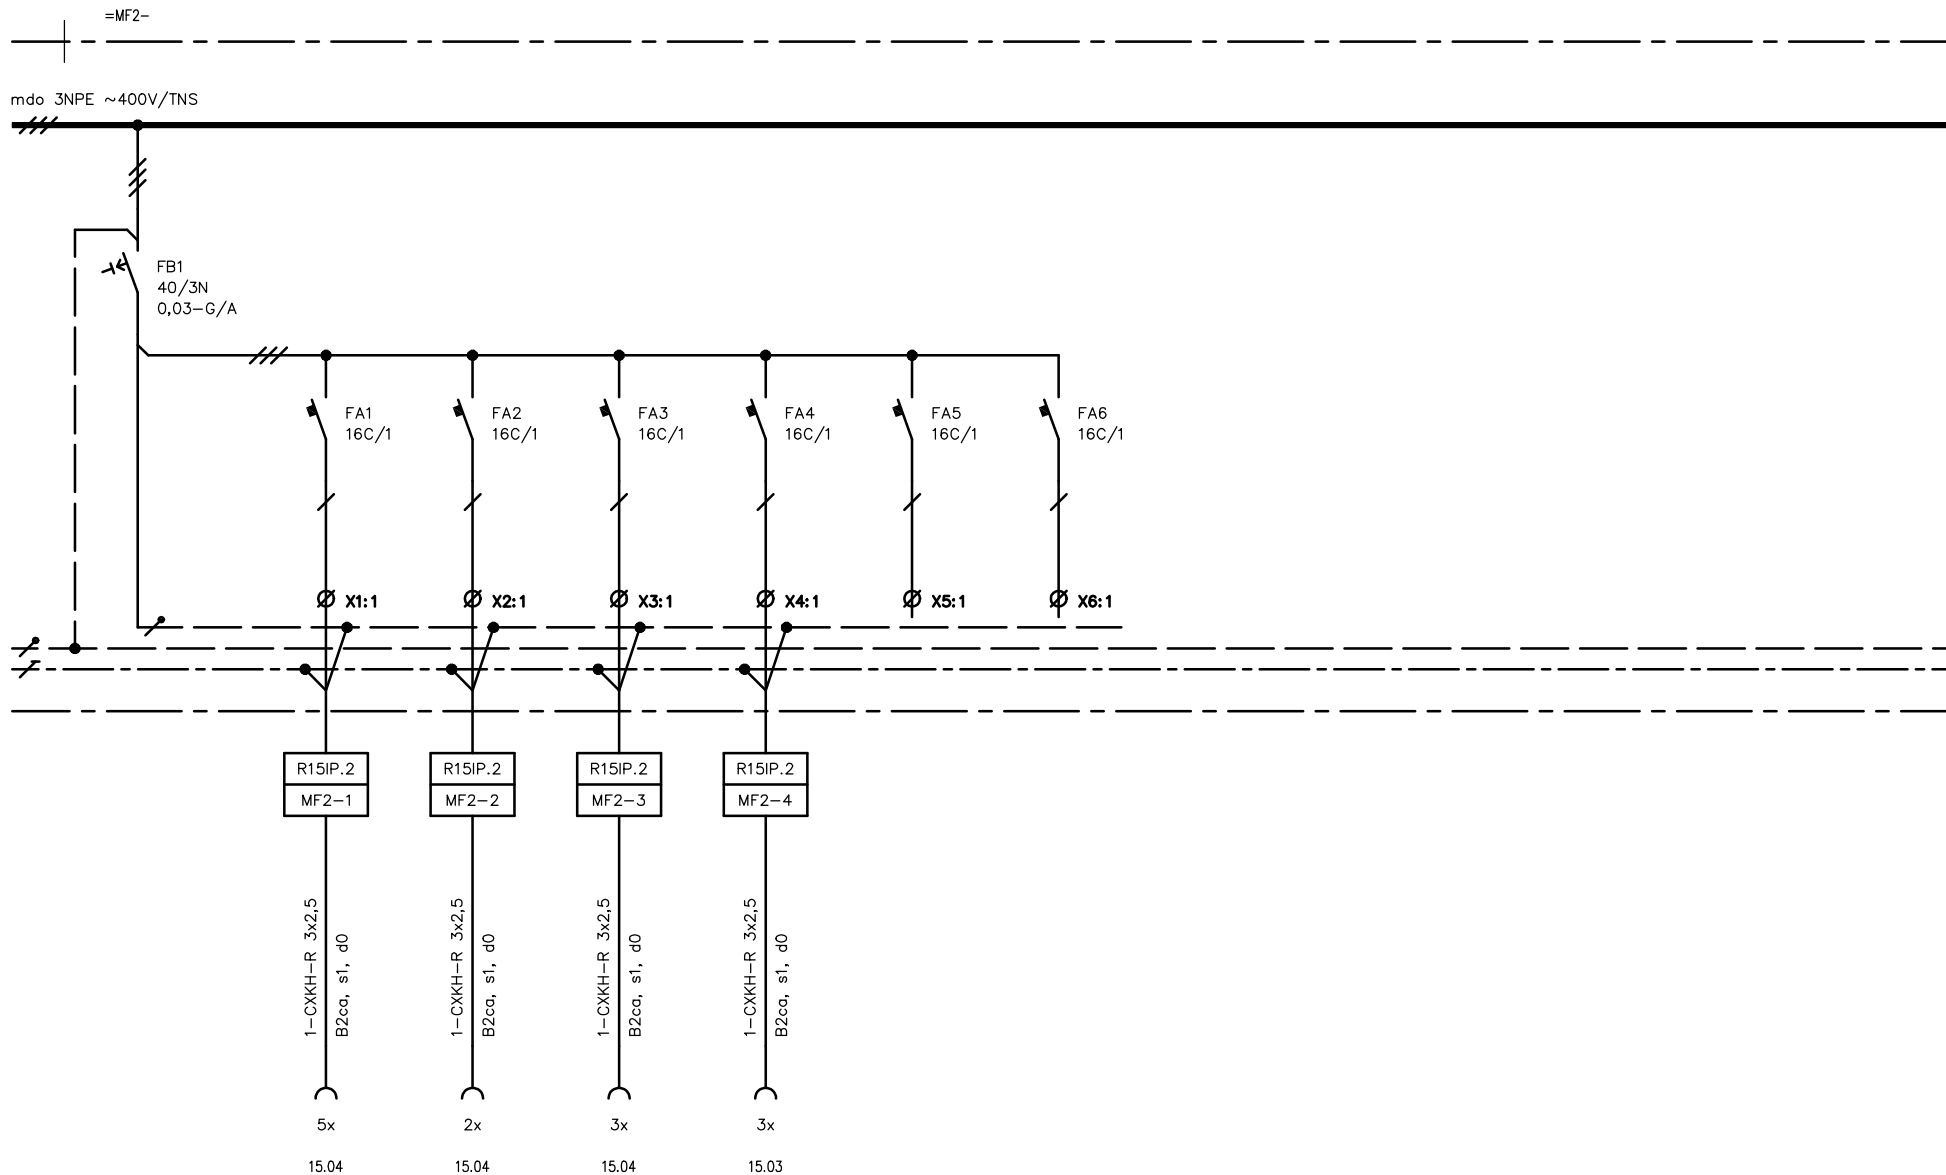 =MF2-
mdo 3NPE ~400V/TNS
FB1
40/3N
0,03-G/A
FA1
16C/1
FA2
16C/1
FA3
16C/1
FA4
16C/1
FA5
16C/1
FA6
16C/1
X1:1
X2:1
X3:1
X4:1
X5:1
X6:1
R15IP.2
MF2-1
R15IP.2
MF2-2
R15IP.2
MF2-3
R15IP.2
MF2-4
1-CXKH-R 3x2,5
B2ca, s1, d0
1-CXKH-R 3x2,5
B2ca, s1, d0
1-CXKH-R 3x2,5
B2ca, s1, d0
1-CXKH-R 3x2,5
B2ca, s1, d0
5x
2x
3x
3x
15.04
15.04
15.04
15.03